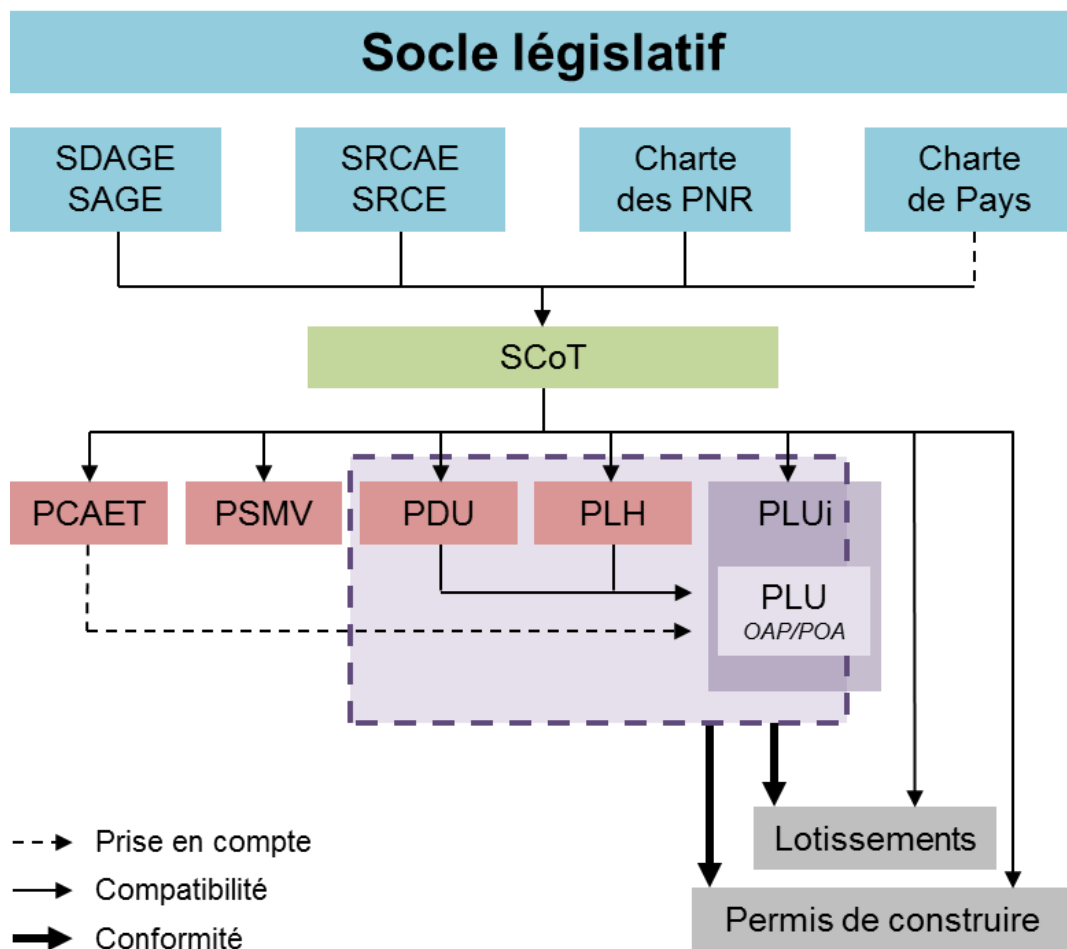 Socle législatif
SDAGE
SAGE
SRCAE
SRCE
Charte
des PNR
Charte
de Pays
SCoT
PCAET
PSMV
PDU
PLH
PLUi
PLU
OAP/POA
Lotissements
Permis de construire
Prise en compte
Compatibilité
Conformité